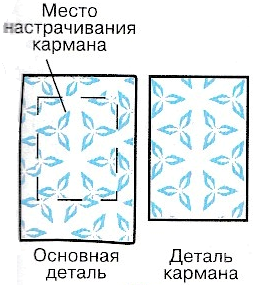 Место
настрачивания
кармана
Основная
деталь
Деталь
кармана